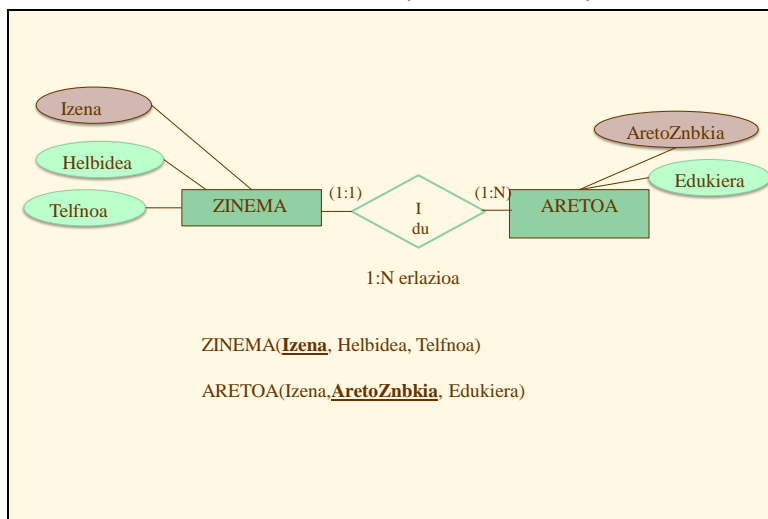 Izena
AretoZnbkia
Helbidea
Edukiera
Telfnoa
ZINEMA
(1:1)
I
du
(1:N)
ARETOA
1:N erlazioa
ZINEMA(Izena, Helbidea, Telfnoa)
ARETOA(Izena,AretoZnbkia, Edukiera)